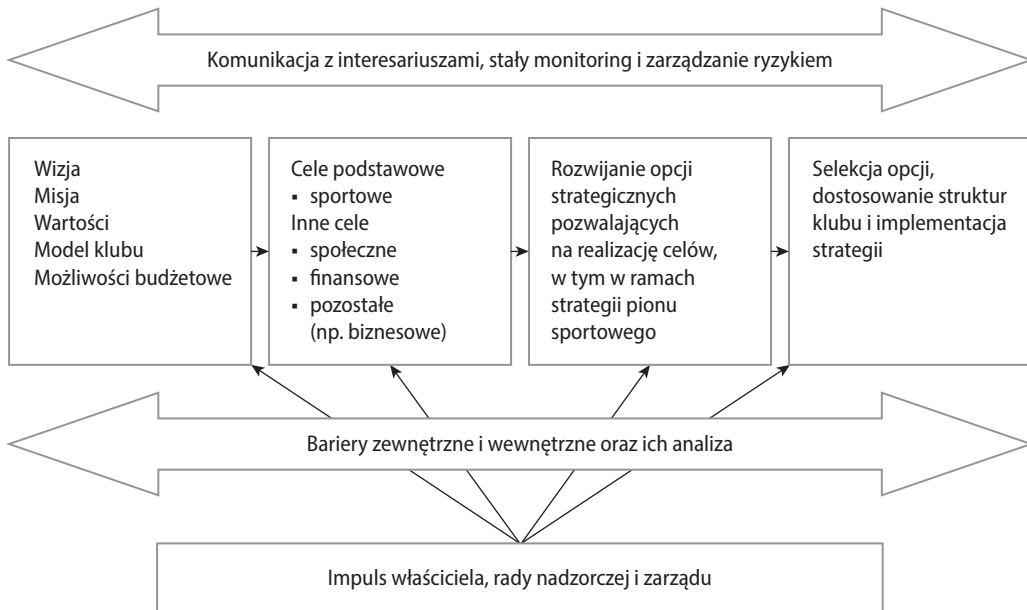 Komunikacja z interesariuszami, stały monitoring i zarządzanie ryzykiem
Wizja
Misja
Wartości
Model klubu
Możliwości budżetowe
Cele podstawowe
▪ sportowe
Inne cele
▪ społeczne
▪ finansowe
▪ pozostałe
(np. biznesowe)
Rozwijanie opcji
strategicznych
pozwalających
na realizację celów,
w tym w ramach
strategii pionu
sportowego
Selekcja opcji,
dostosowanie struktur
klubu i implementacja
strategii
Bariery zewnętrzne i wewnętrzne oraz ich analiza
Impuls właściciela, rady nadzorczej i zarządu